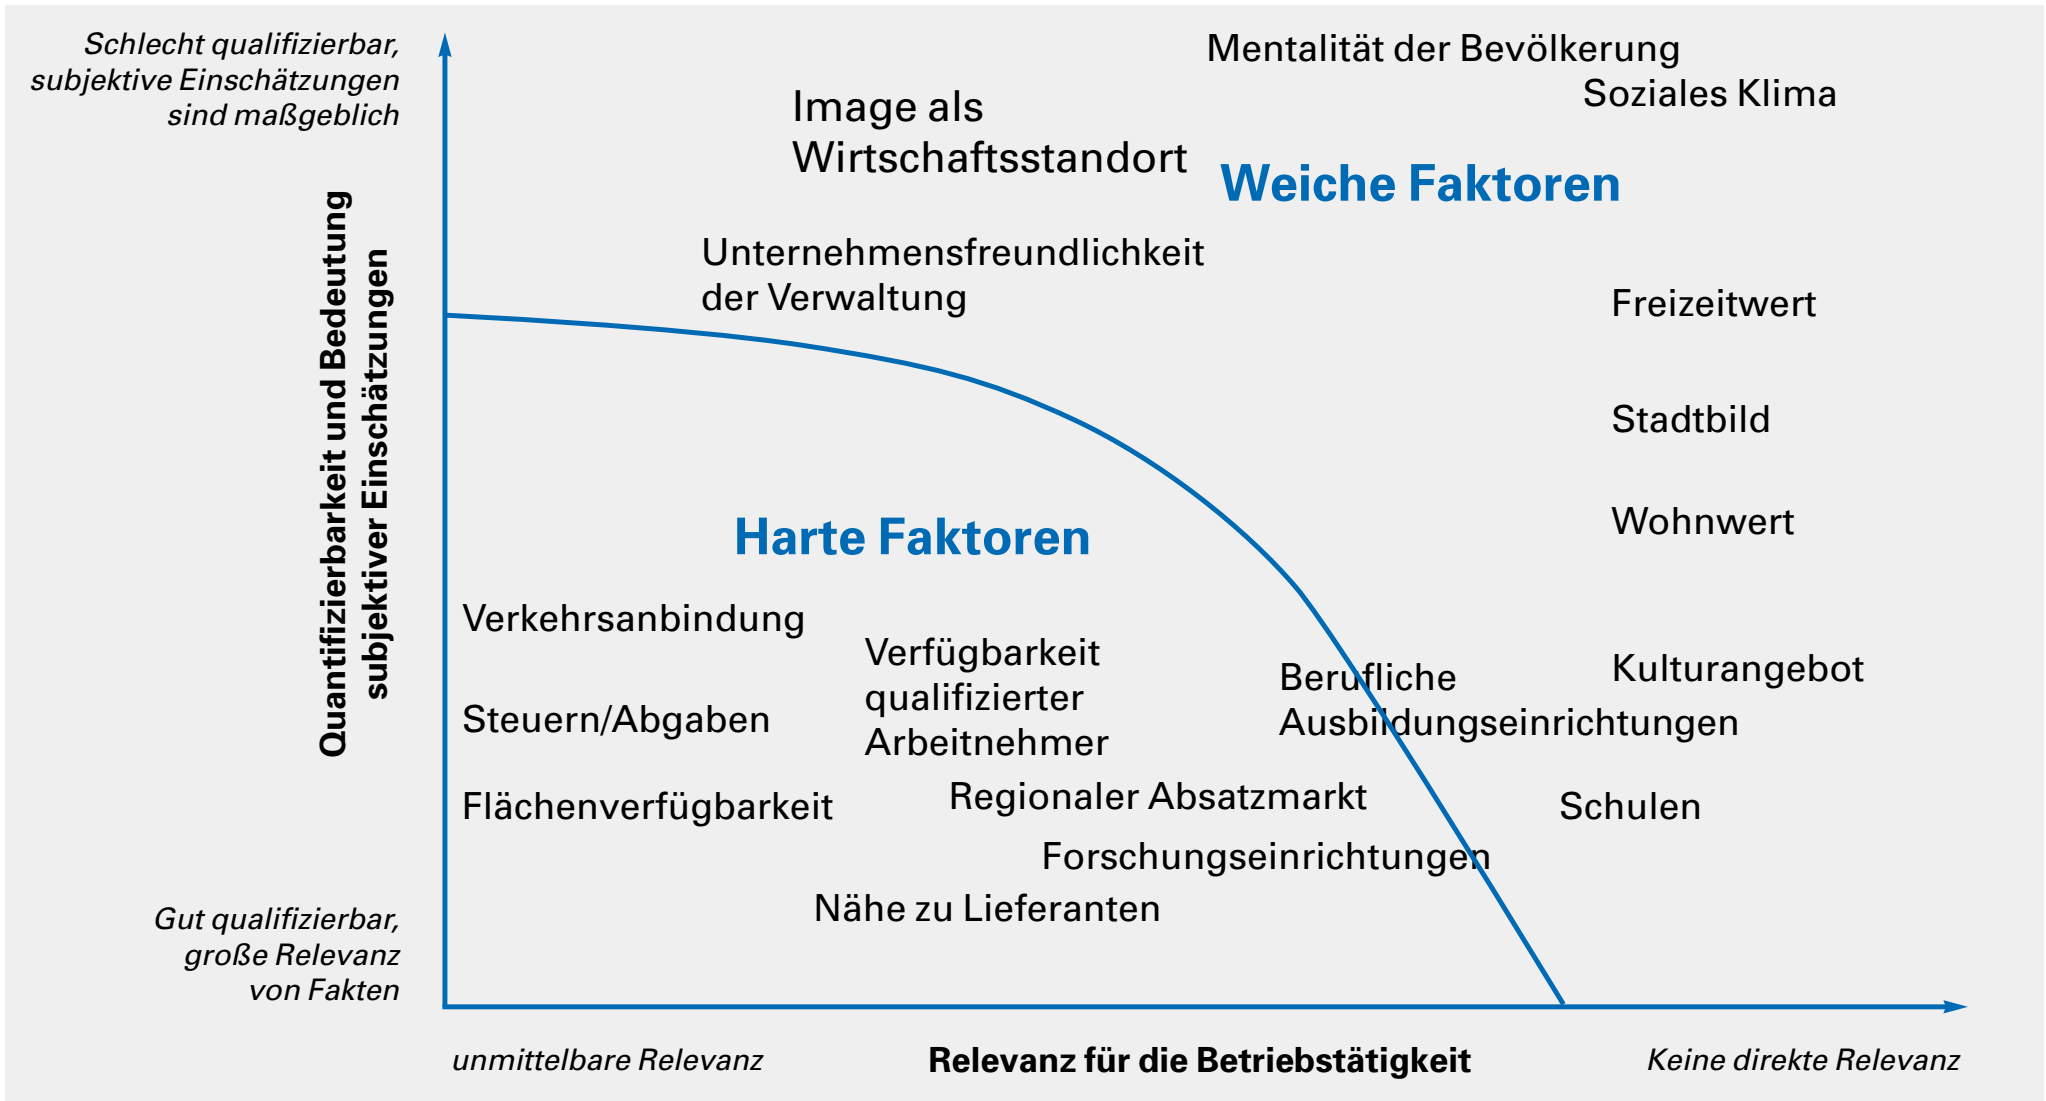 Schlecht qualifizierbar,
subjektive Einschätzungen
sind maßgeblich
Quantifizierbarkeit und Bedeutung
subjektiver Einschätzungen
Gut qualifizierbar,
große Relevanz
von Fakten
Mentalität der Bevölkerung
Soziales Klima
Image als
Wirtschaftsstandort
Weiche Faktoren
Unternehmensfreundlichkeit
der Verwaltung
Freizeitwert
Stadtbild
Wohnwert
Harte Faktoren
Verkehrsanbindung
Verfügbarkeit
qualifizierter
Arbeitnehmer
Berufliche
Ausbildungseinrichtungen
Kulturangebot
Steuern/Abgaben
Flächenverfügbarkeit
Regionaler Absatzmarkt
Schulen
Forschungseinrichtungen
Nähe zu Lieferanten
unmittelbare Relevanz
Relevanz für die Betriebstätigkeit
Keine direkte Relevanz